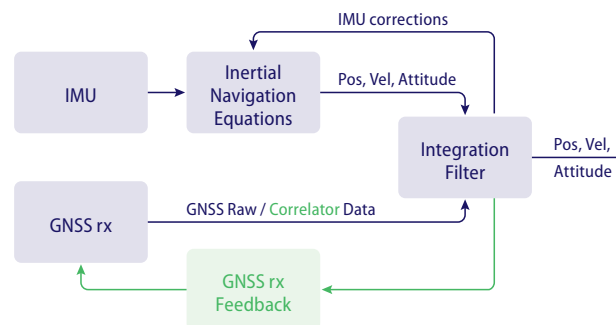 IMU corrections
IMU
Inertial
Navigation
Equations
Pos, Vel, Attitude
Integration
Filter
Pos, Vel,
Attitude
GNSS rx
GNSS Raw / Correlator Data
GNSS rx
Feedback